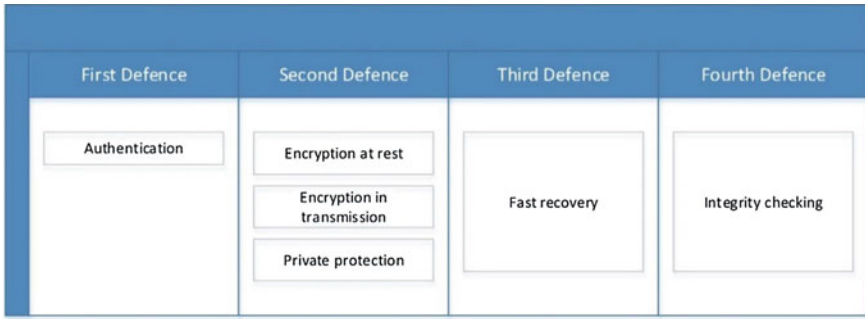 First Defence
Second Defence
Third Defence
Fourth Defence
Authentication
Encryption at rest
Encryption in
transmission
Private protection
Fast recovery
Integrity checking